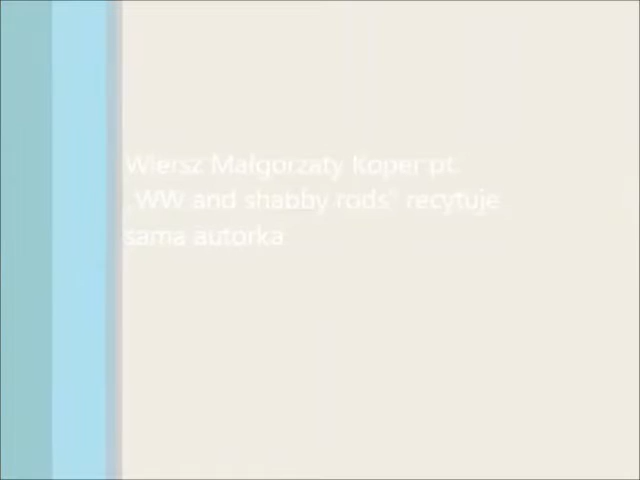 Wiersz Małgorzaty Koper pt.
„WW and shabby rods” recytuje
sama autorka